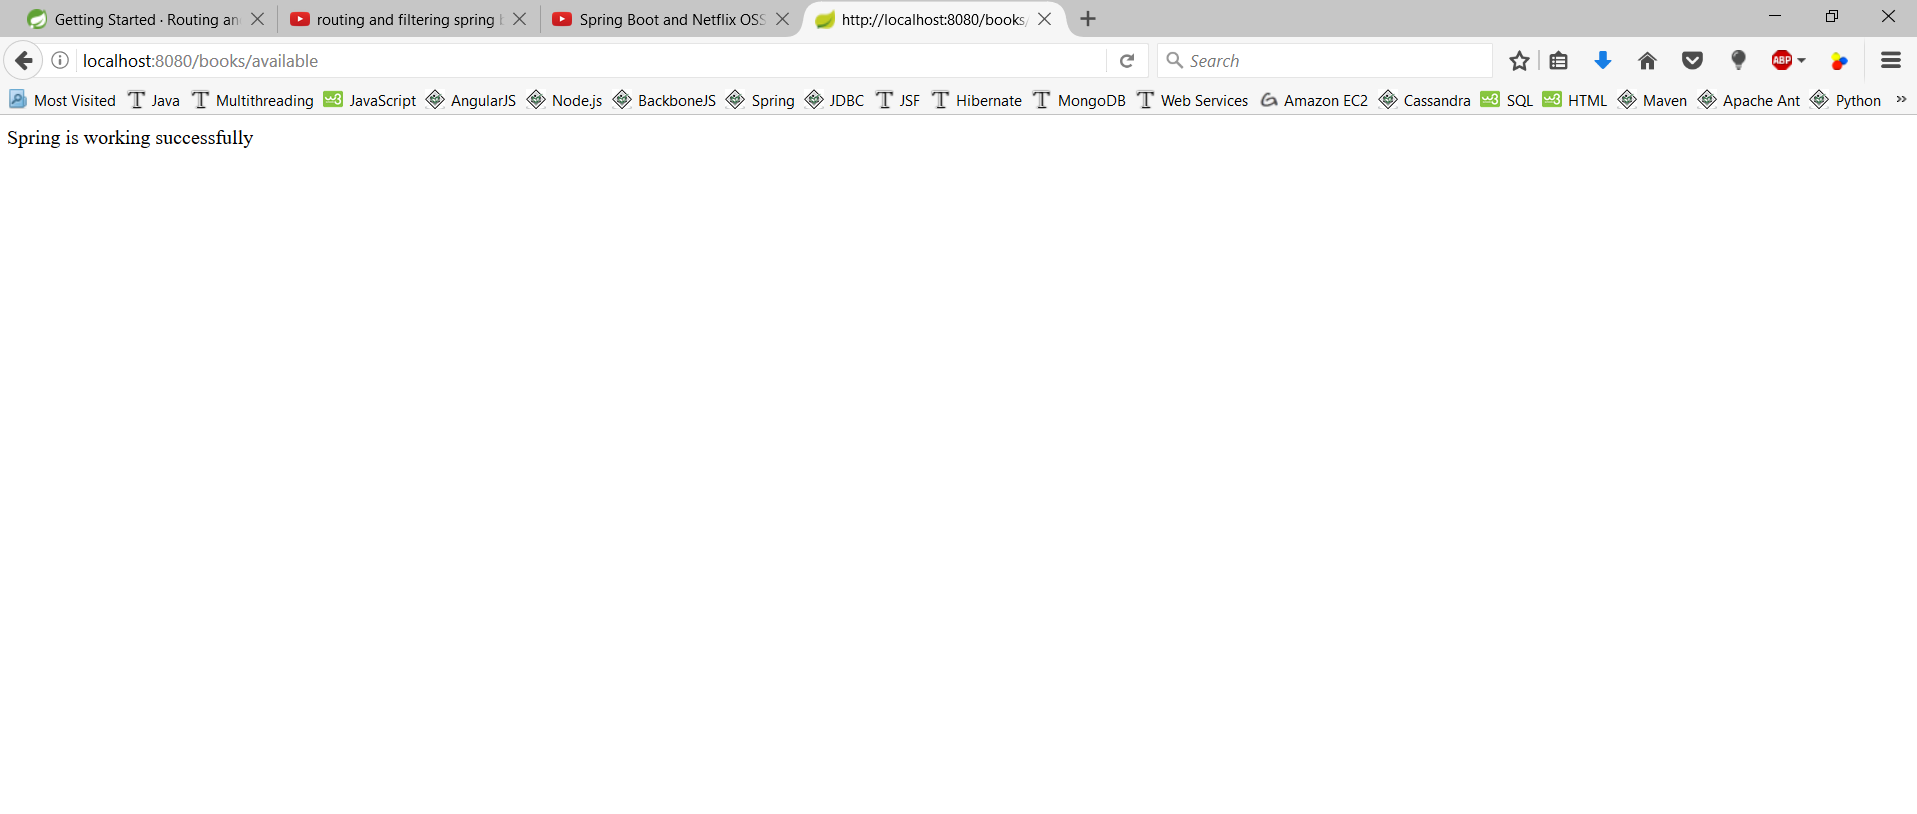 Getting Started · Routing an
routing and filtering spring
Spring Boot and Netflix OSS
http://localhost:8080/books/
localhost:8080/books/available
Search
ABP
Most Visited Java Multithreading JavaScript AngularJS Node.js BackboneJS Spring JDBC JSF Hibernate MongoDB Web Services Amazon EC2 Cassandra SQL HTML Maven Apache Ant Python »
Spring is working successfully